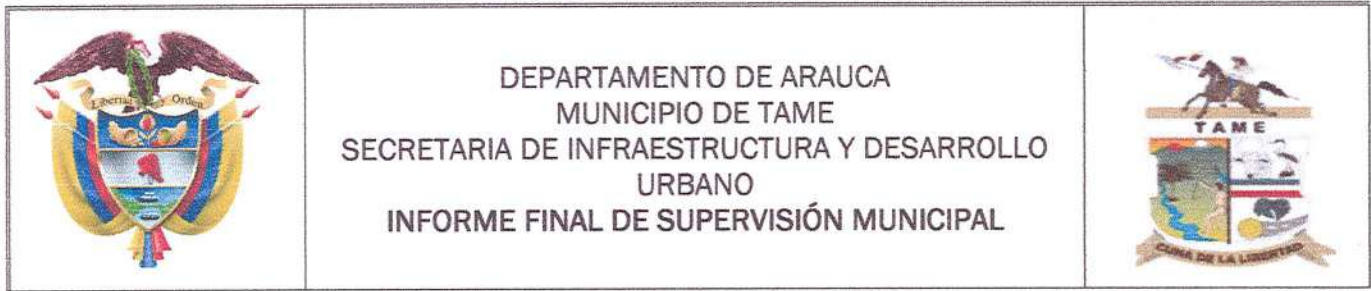 Libertad y Orden
DEPARTAMENTO DE ARAUCA
MUNICIPIO DE TAME
SECRETARIA DE INFRAESTRUCTURA Y DESARROLLO
URBANO
INFORME FINAL DE SUPERVISIÓN MUNICIPAL
TAME
CUNA DE LA LIBERTAD